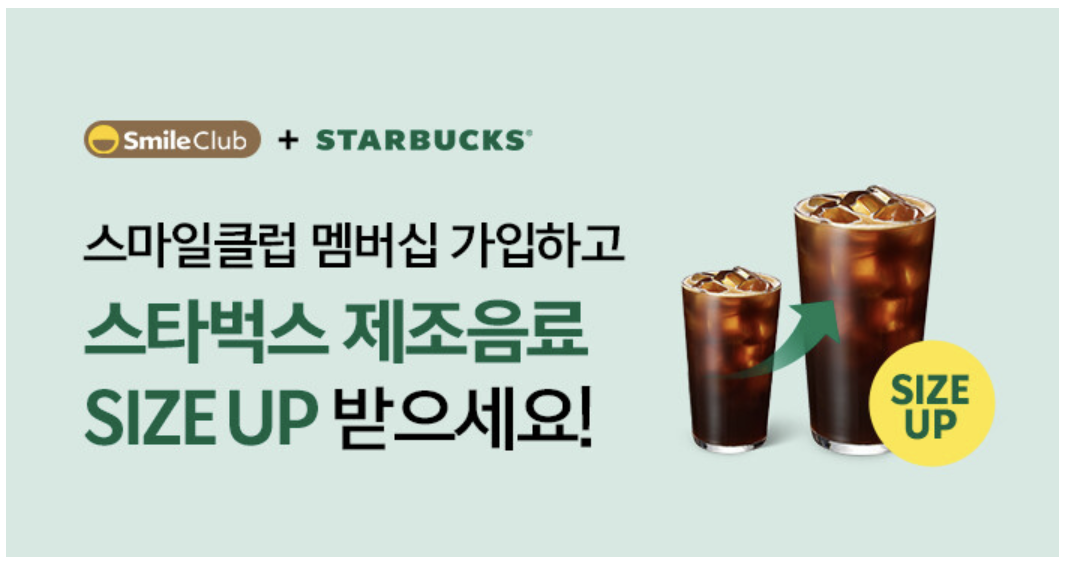 SmileClub + STARBUCKS®
스마일클럽 멤버십 가입하고
스타벅스 제조음료
SIZE UP 받으세요!
SIZE
UP